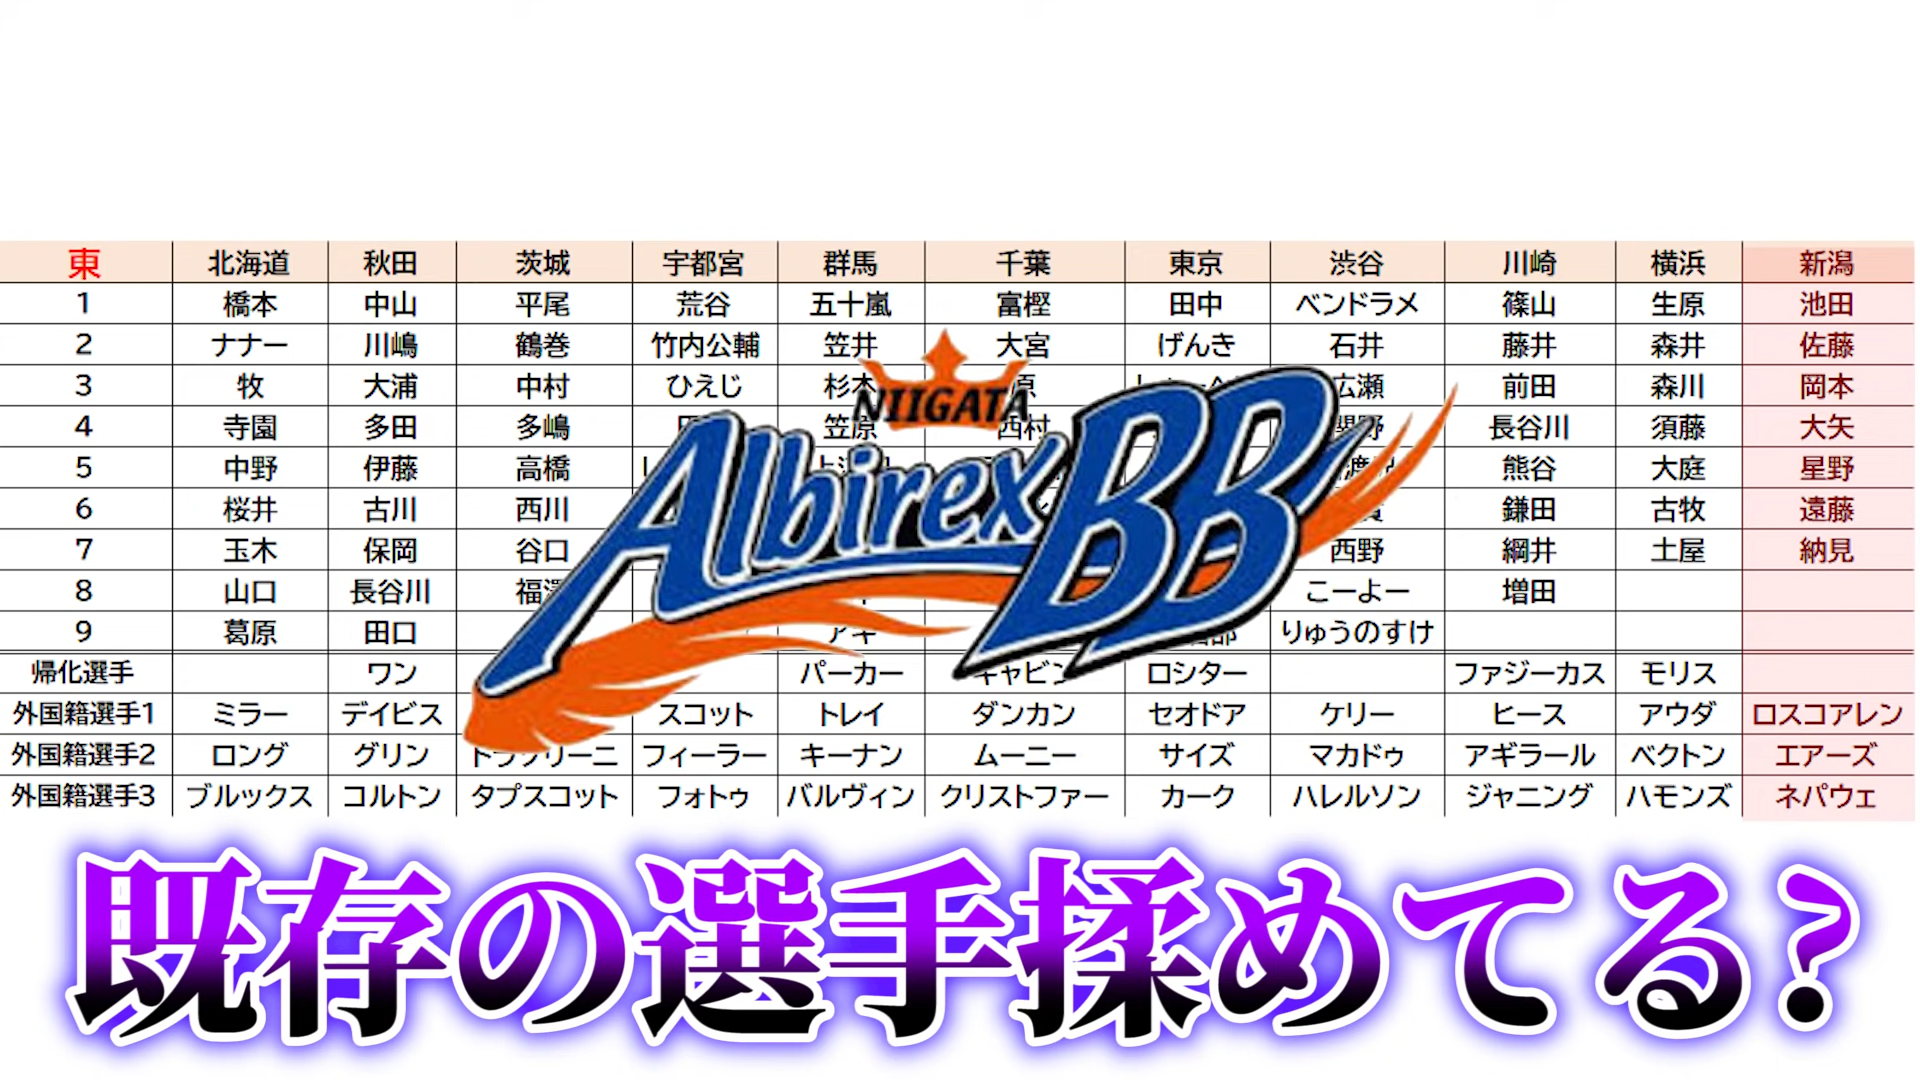 東 北海道 秋田 茨城 宇都宮 群馬 千葉 東京 渋谷 川崎 横浜 新潟
1 橋本 中山 平尾 荒谷 五十嵐 富樫 田中 ベンドラメ 篠山 生原 池田
2 ナナー 川嶋 鶴巻 竹内公輔 笠井 大宮 げんき 石井 藤井 森井 佐藤
3 牧 大浦 中村 ひえじ 杉本 原 広瀬 前田 森川 岡本
4 寺園 多田 多嶋 笠原 西村 長谷川 須藤 大矢
5 中野 伊藤 高橋 熊谷 大庭 星野
6 桜井 古川 西川 鎌田 古牧 遠藤
7 玉木 保岡 谷口 西野 綱井 土屋 納見
8 山口 長谷川 福澤 こーよー 増田
9 葛原 田口 アキ りゅうのすけ
帰化選手 ワン パーカー ギャビン ロシター ファジーカス モリス
外国籍選手1 ミラー デイビス スコット トレイ ダンカン セオドア ケリー ヒース アウダ ロスコアレン
外国籍選手2 ロング グリン フィーラー キーナン ムーニー サイズ マカドゥ アギラール ベクトン エアーズ
外国籍選手3 ブルックス コルトン タプスコット フォトゥ バルヴィン クリストファー カーク ハレルソン ジャニング ハモンズ ネパウェ
NIIGATA
Albirex BB
既存の選手揉めてる?